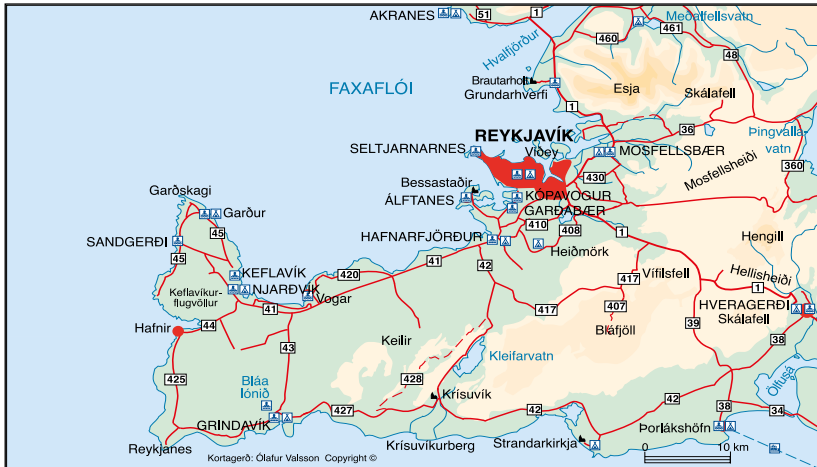 AKRANES
51
1
Meðalfellsvatn
461
460
48
Hvalfjörður
Brautarholt
Grundarhverfi
Esja
Skálafell
FAXAFLÓI
1
36
REYKJAVÍK
Þingvalla-
vatn
SELTJARNARNES
Viðey
MOSFELLSBÆR
360
Mosfellsheiði
430
Bessastaðir
Garðskagi
KÓPAVOGUR
ÁLFTANES
GARÐABÆR
Garður
410
408
1
45
SANDGERÐI
HAFNARFJÖRÐUR
Heiðmörk
Hengill
45
41
42
KEFLAVÍK
420
417
Vífilsfell
Hellisheiði
Keflavíkur-
flugvöllur
NJARÐVÍK
Vogar
1
41
417
407
HVERAGERÐI
Skálafell
Hafnir
44
39
Bláfjöll
43
Keilir
38
Kleifarvatn
Bláa
lónið
425
428
Ölfusá
Krísuvík
42
GRINDAVÍK
427
42
38
34
Krísuvíkurberg
Þorlákshöfn
Reykjanes
Strandarkirkja
0
10 km
Kortagerð: Ólafur Valsson Copyright ©